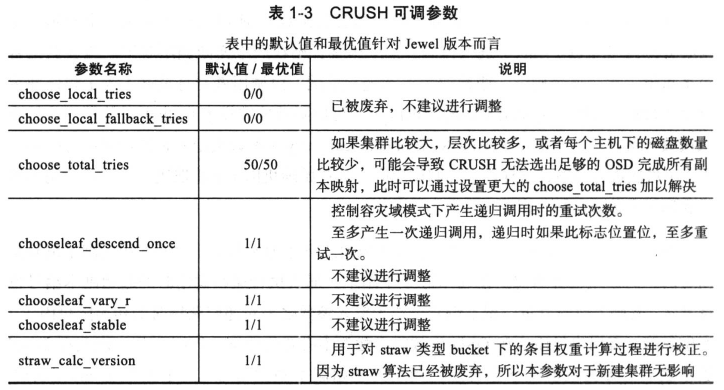 表 1-3 CRUSH 可调参数
表中的默认值和最优值针对 Jewel 版本而言
参数名称 默认值 / 最优值 说明
choose_local_tries 0/0
已被废弃，不建议进行调整
choose_local_fallback_tries 0/0
如果集群比较大，层次比较多，或者每个主机下的磁盘数量
choose_total_tries 50/50 比较少，可能会导致 CRUSH 无法选出足够的 OSD 完成所有副
本映射，此时可以通过设置更大的 choose_total_tries 加以解决
控制容灾域模式下产生递归调用时的重试次数。
chooseleaf_descend_once 1/1 至多产生一次递归调用，递归时如果此标志位置位，至多重
试一次。
不建议进行调整
chooseleaf_vary_r 1/1 不建议进行调整
chooseleaf_stable 1/1 不建议进行调整
straw_calc_version 1/1 用于对 straw 类型 bucket 下的条目权重计算过程进行校正。
因为 straw 算法已经被废弃，所以本参数对于新建集群无影响